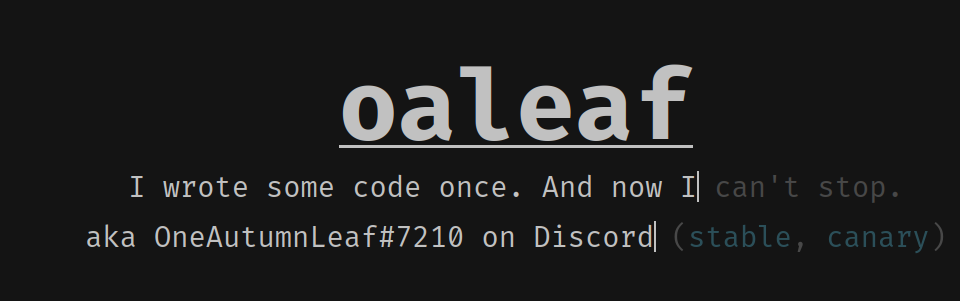 oaleaf
I wrote some code once. And now I can't stop.
aka OneAutumnLeaf#7210 on Discord (stable, canary)